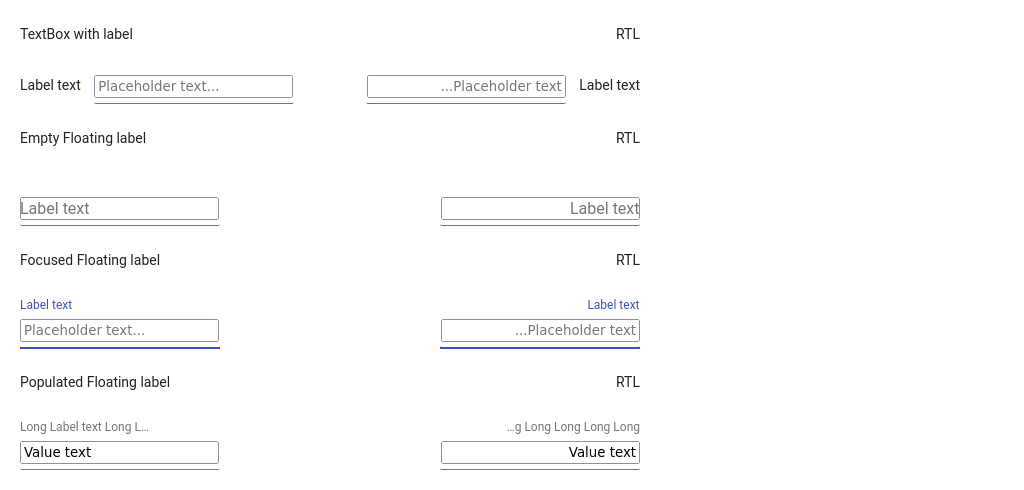 TextBox with label RTL
Label text Placeholder text... ...Placeholder text Label text
Empty Floating label RTL
Label text Label text
Focused Floating label RTL
Label text Label text
Placeholder text... ...Placeholder text
Populated Floating label RTL
Long Label text Long L... ...g Long Long Long Long
Value text Value text